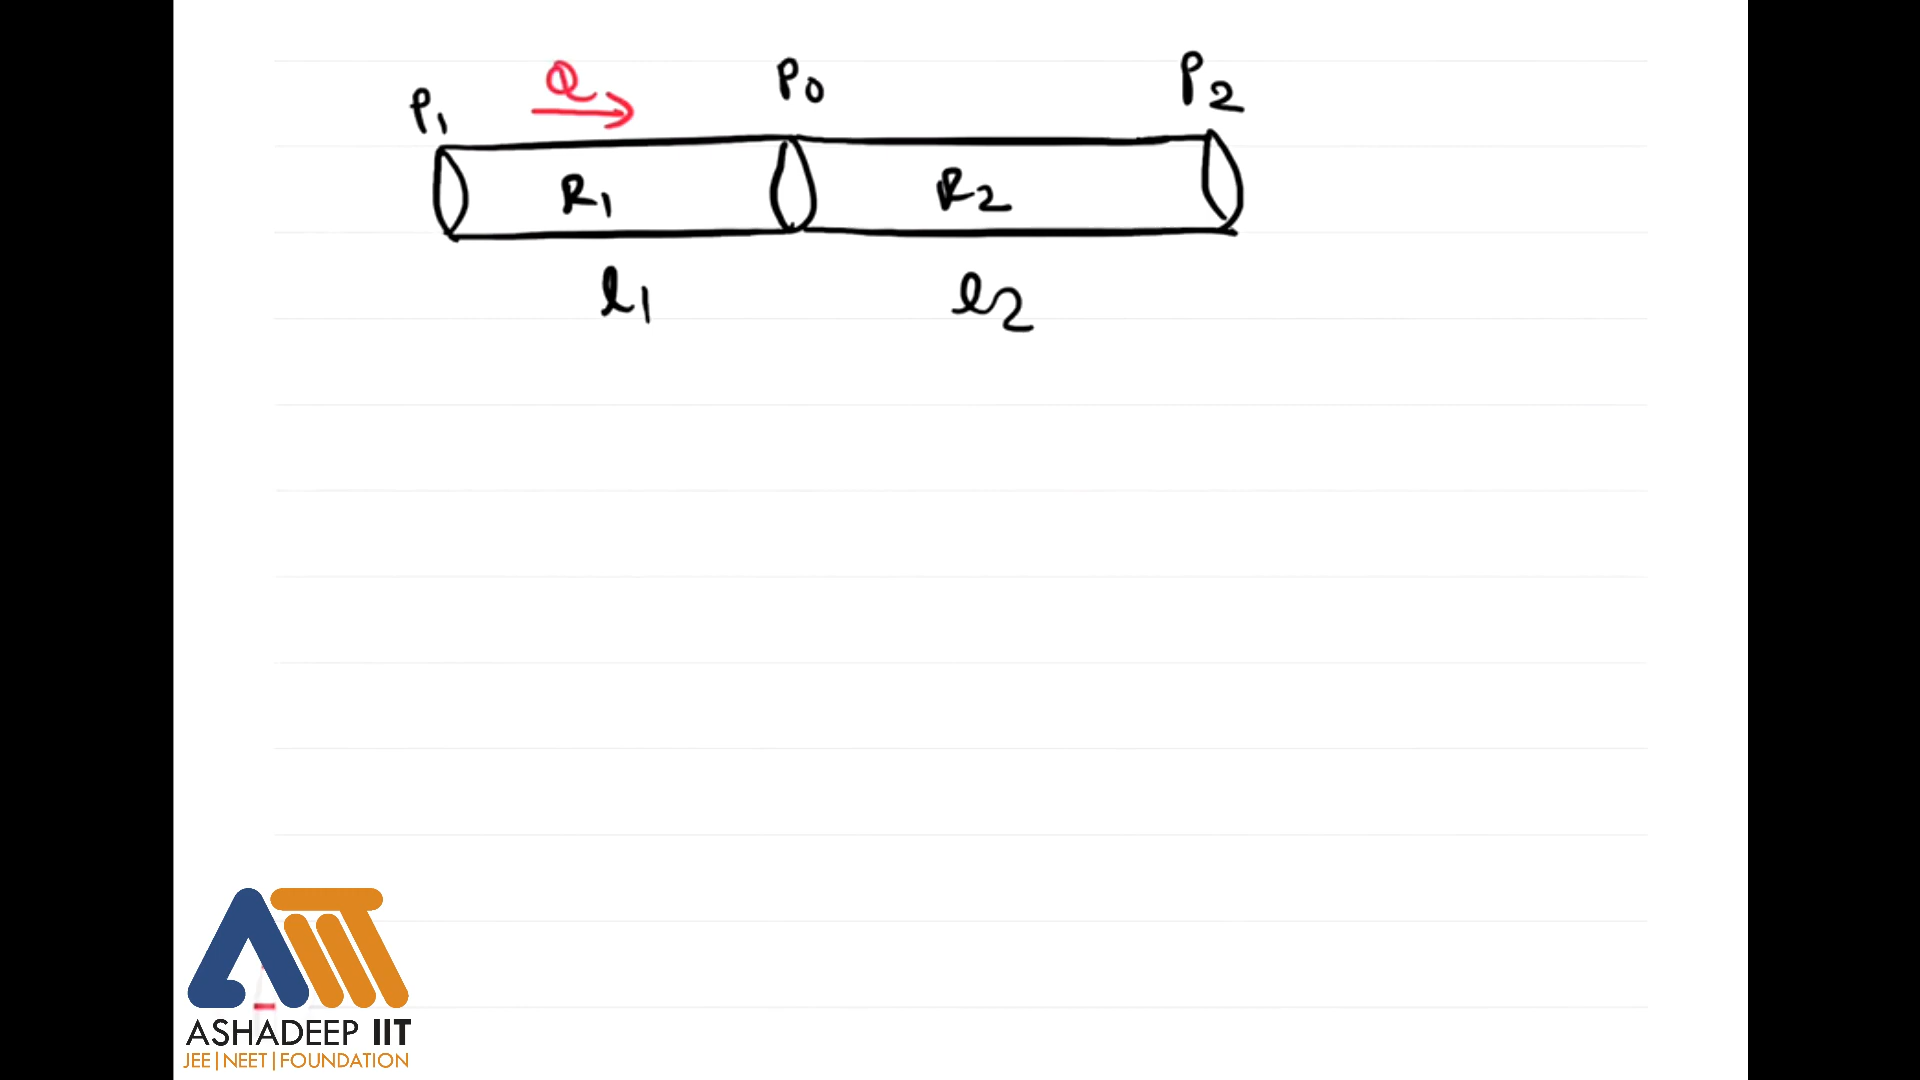 P1 Q P0 P2
R1 R2
l1 l2
ASHADEEP IIT
JEE|NEET|FOUNDATION